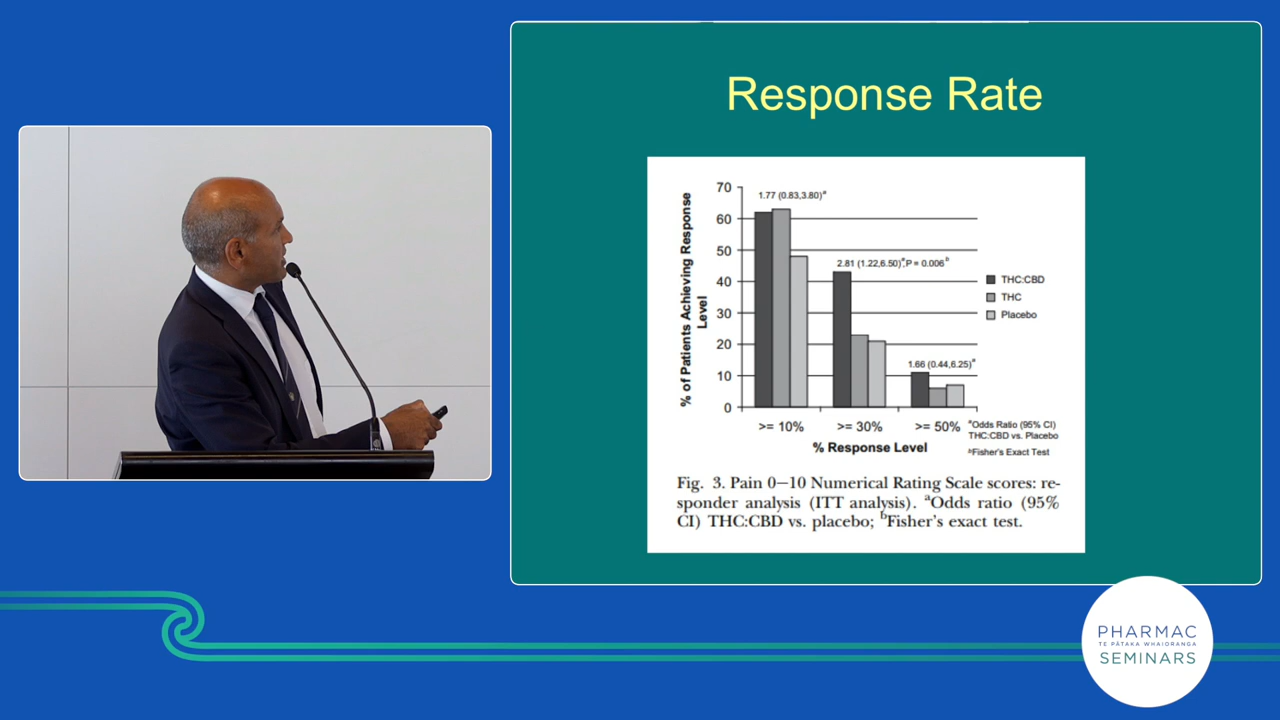 Response Rate
70
60
50
40
30
20
10
0
% of Patients Achieving Response
Level
1.77 (0.83,3.80)a
2.81 (1.22,6.50)a,P = 0.006b
1.66 (0.44,6.25)a
THC:CBD
THC
Placebo
>= 10%
>= 30%
>= 50%
% Response Level
aOdds Ratio (95% CI)
THC:CBD vs. Placebo
bFisher's Exact Test
Fig. 3. Pain 0—10 Numerical Rating Scale scores: re-
sponder analysis (ITT analysis). aOdds ratio (95%
CI) THC:CBD vs. placebo; bFisher's exact test.
PHARMAC
TE PĀTAKA WHAIORANGA
SEMINARS